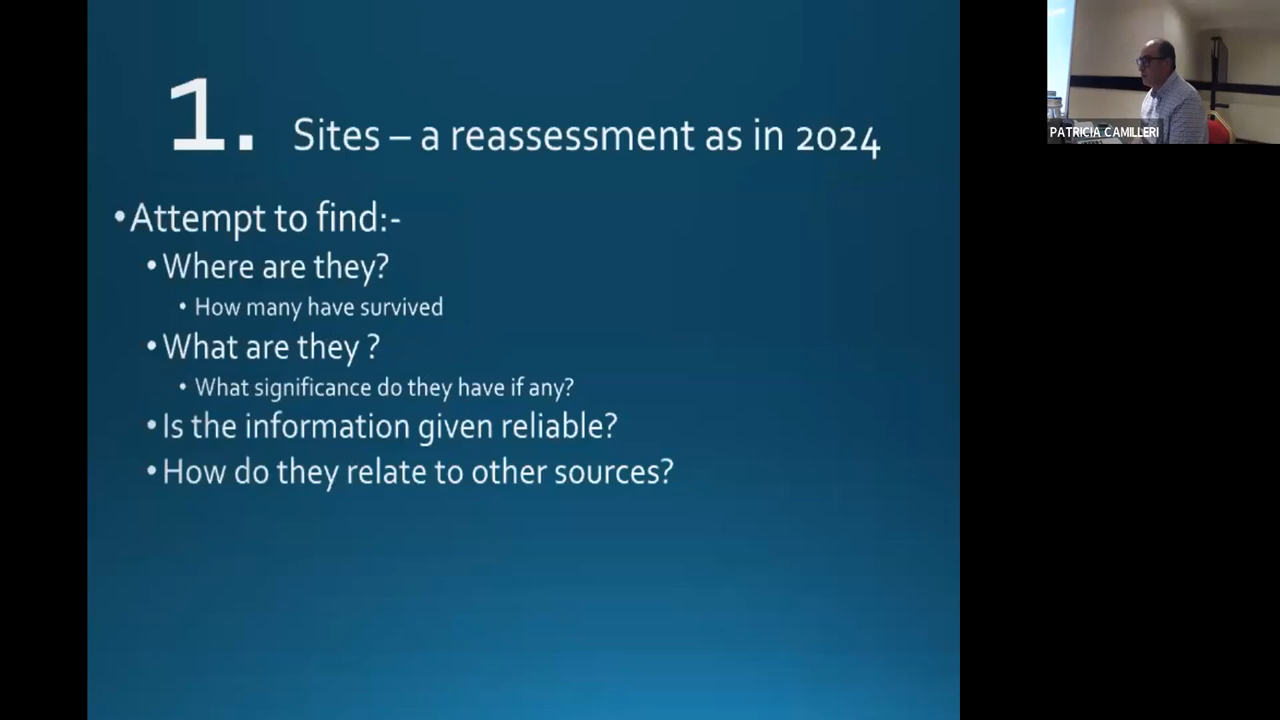 1. Sites – a reassessment as in 2024
•Attempt to find:-
•Where are they?
• How many have survived
•What are they ?
• What significance do they have if any?
•Is the information given reliable?
•How do they relate to other sources?
PATRICIA CAMILLERI